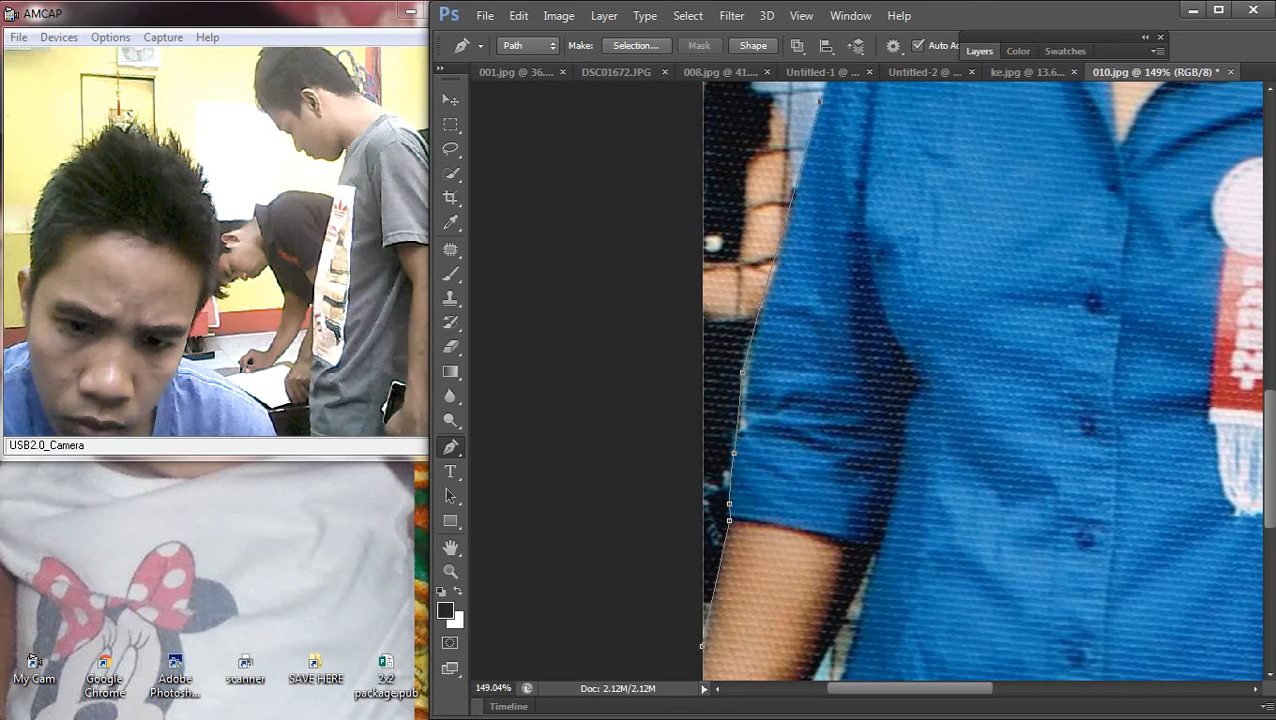 AMCAP
File Devices Options Capture Help
USB2.0_Camera
My Cam
Google Chrome
Adobe Photosh...
scanner
SAVE HERE
2x2 package.pub
Ps File Edit Image Layer Type Select Filter 3D View Window Help
Path Make: Selection... Mask Shape Auto Ac
Layers Color Swatches
001.jpg @ 36.... DSC01672.JPG 008.jpg @ 41.... Untitled-1 @ ... Untitled-2 @ ... ke.jpg @ 13.6... 010.jpg @ 149% (RGB/8) *
149.04% Doc: 2.12M/2.12M
Timeline